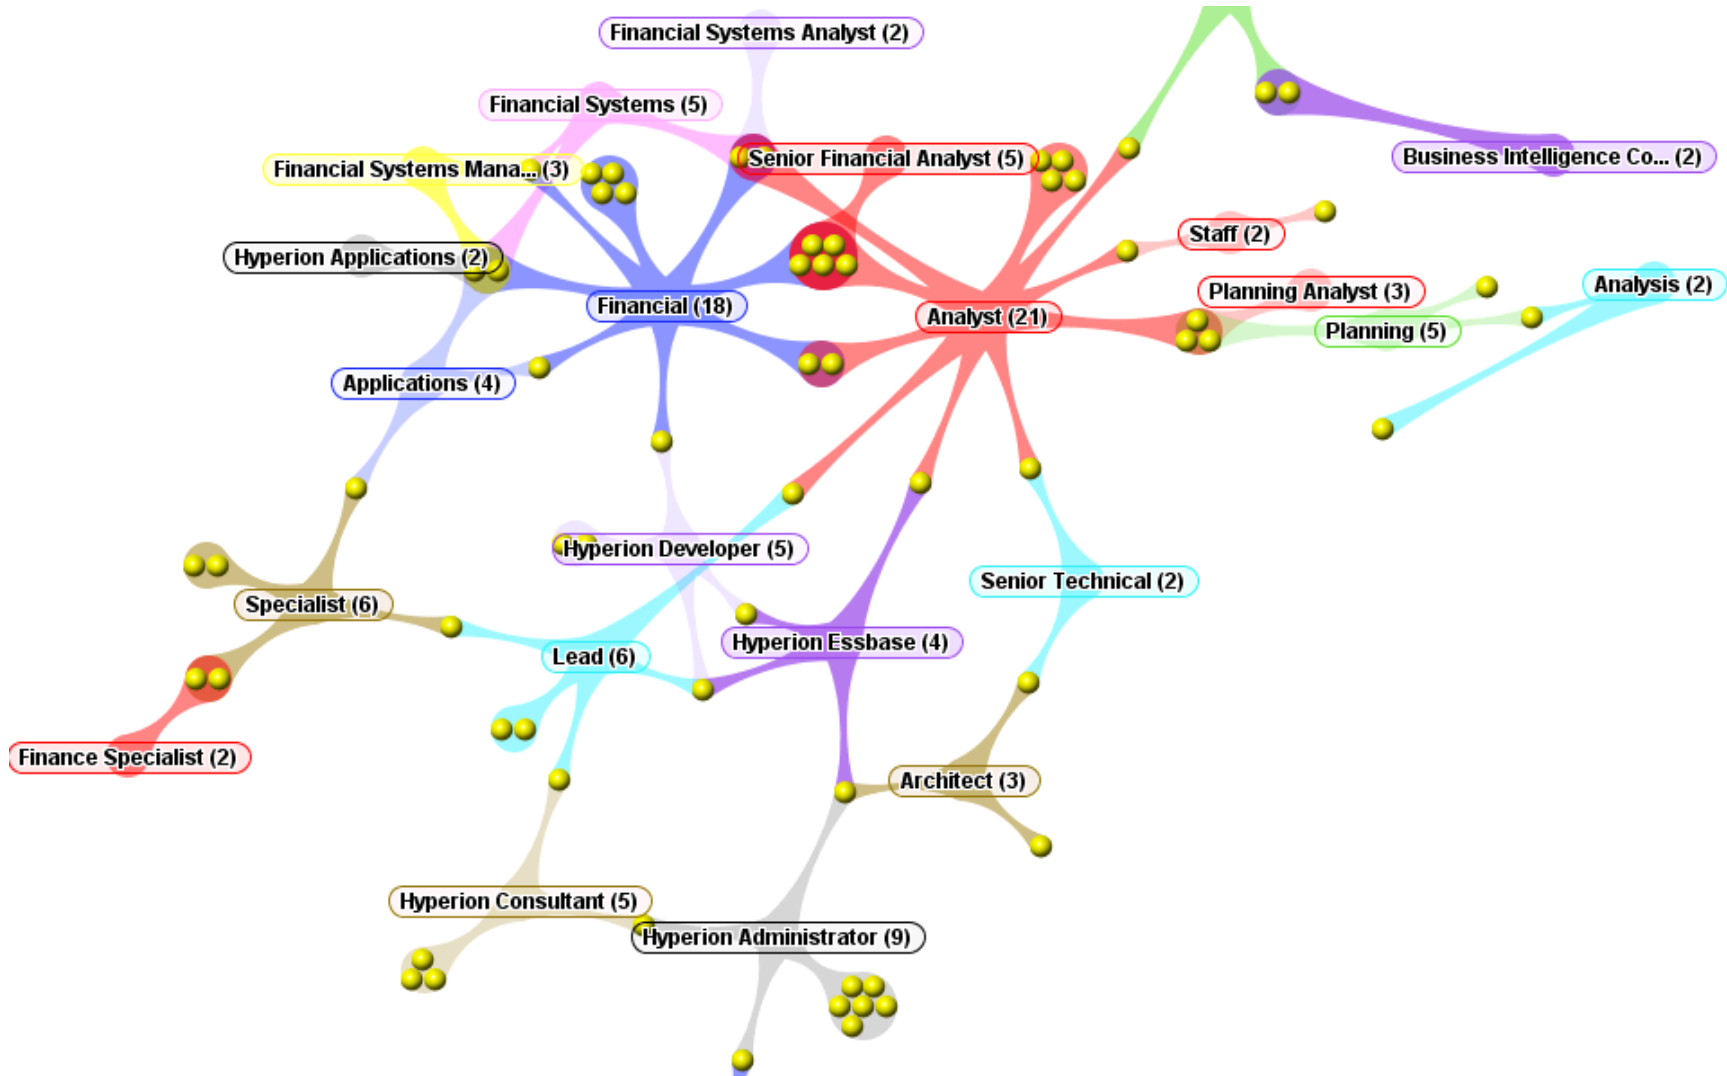 Financial Systems Analyst (2)
Financial Systems (5)
Senior Financial Analyst (5)
Business Intelligence Co... (2)
Financial Systems Mana... (3)
Staff (2)
Hyperion Applications (2)
Planning Analyst (3)
Analysis (2)
Financial (18)
Analyst (21)
Planning (5)
Applications (4)
Hyperion Developer (5)
Senior Technical (2)
Specialist (6)
Hyperion Essbase (4)
Lead (6)
Finance Specialist (2)
Architect (3)
Hyperion Consultant (5)
Hyperion Administrator (9)